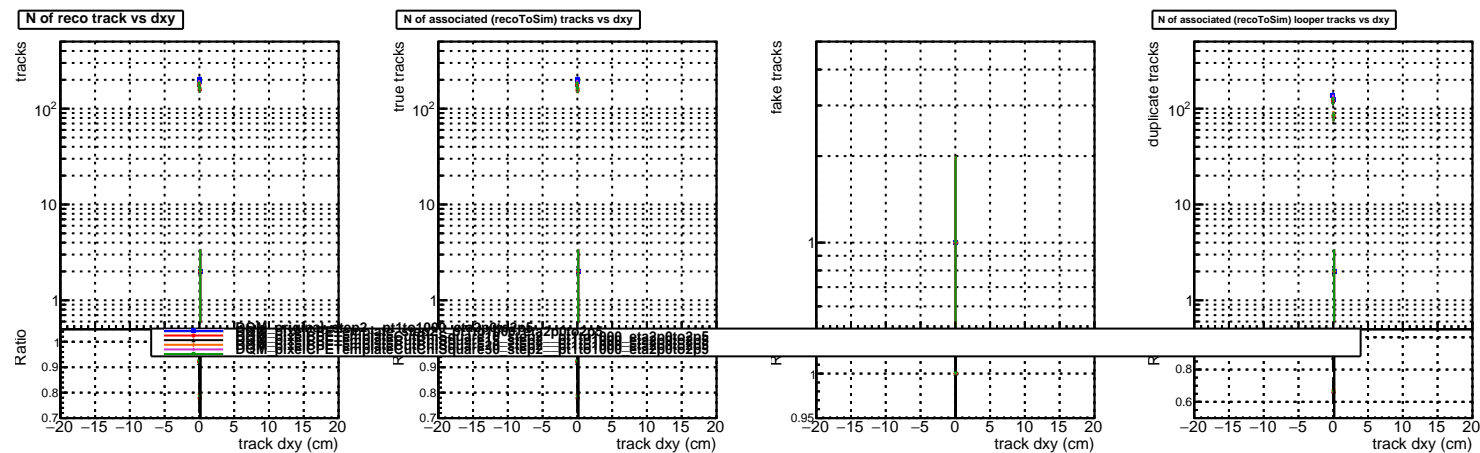 N of reco track vs dxy
N of associated (recoToSim) tracks vs dxy
N of associated (recoToSim) looper tracks vs dxy
tracks
10²
10
1
Ratio
1
0.9
0.8
0.7
−20 −15 −10 −5 0 5 10 15 20
track dxy (cm)
true tracks
10²
10
1
0.9
0.8
0.7
−20 −15 −10 −5 0 5 10 15 20
track dxy (cm)
fake tracks
1
1
0.95
−20 −15 −10 −5 0 5 10 15 20
track dxy (cm)
duplicate tracks
10²
10
1
0.8
0.6
−20 −15 −10 −5 0 5 10 15 20
track dxy (cm)